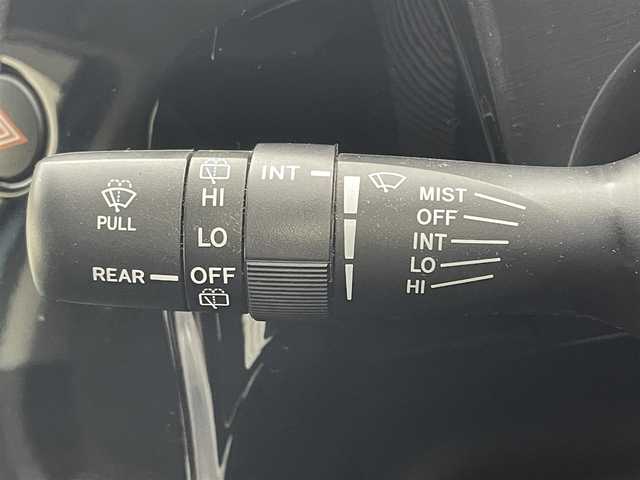 PULL
REAR
HI
LO
OFF
INT
MIST
OFF
INT
LO
HI